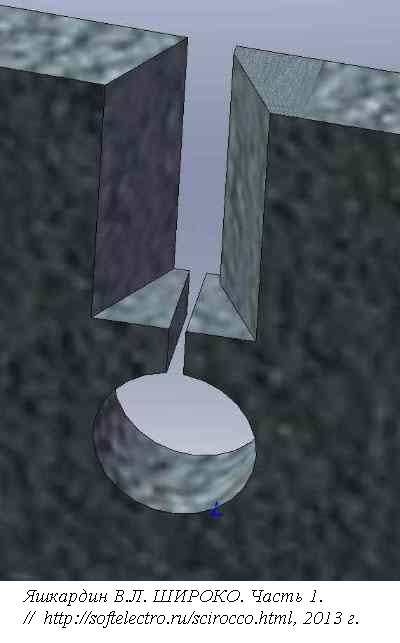 Яшкардин В.Л. ШИРОКО. Часть 1.
// http://softelectro.ru/scirocco.html, 2013 г.